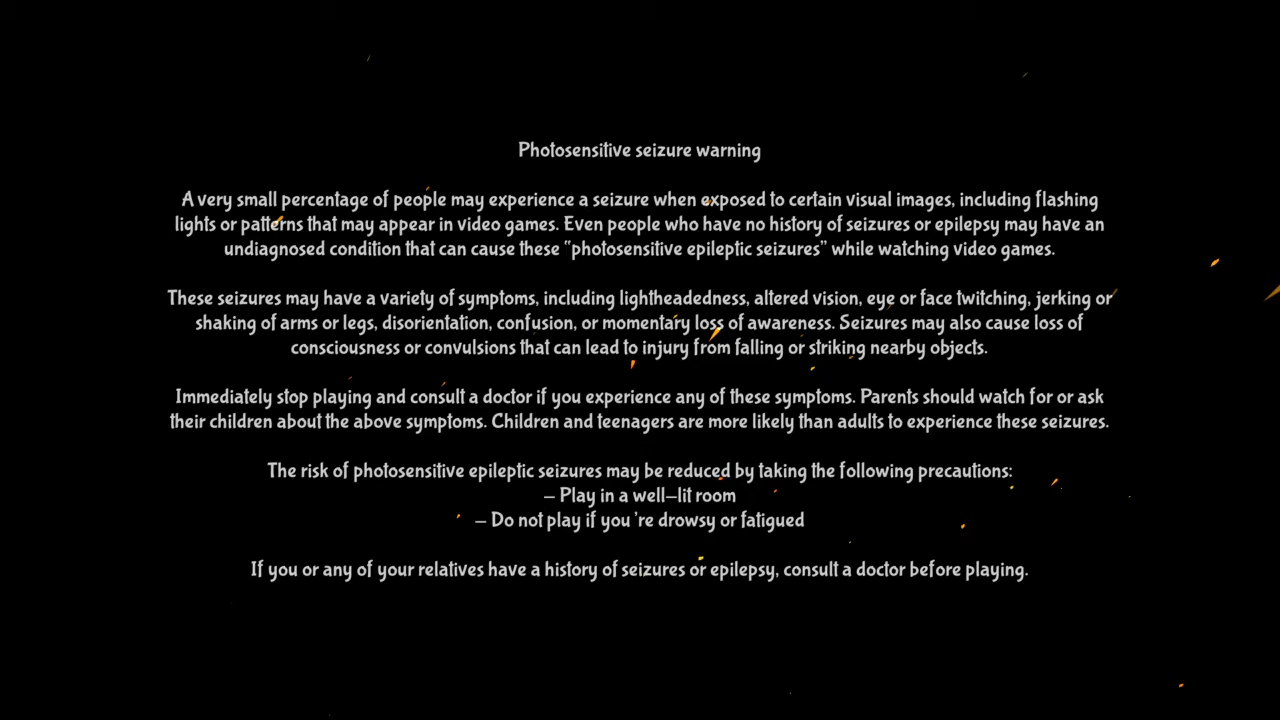 Photosensitive seizure warning
A very small percentage of people may experience a seizure when exposed to certain visual images, including flashing
lights or patterns that may appear in video games. Even people who have no history of seizures or epilepsy may have an
undiagnosed condition that can cause these "photosensitive epileptic seizures" while watching video games.
These seizures may have a variety of symptoms, including lightheadedness, altered vision, eye or face twitching, jerking or
shaking of arms or legs, disorientation, confusion, or momentary loss of awareness. Seizures may also cause loss of
consciousness or convulsions that can lead to injury from falling or striking nearby objects.
Immediately stop playing and consult a doctor if you experience any of these symptoms. Parents should watch for or ask
their children about the above symptoms. Children and teenagers are more likely than adults to experience these seizures.
The risk of photosensitive epileptic seizures may be reduced by taking the following precautions:
– Play in a well–lit room
– Do not play if you 're drowsy or fatigued
If you or any of your relatives have a history of seizures or epilepsy, consult a doctor before playing.